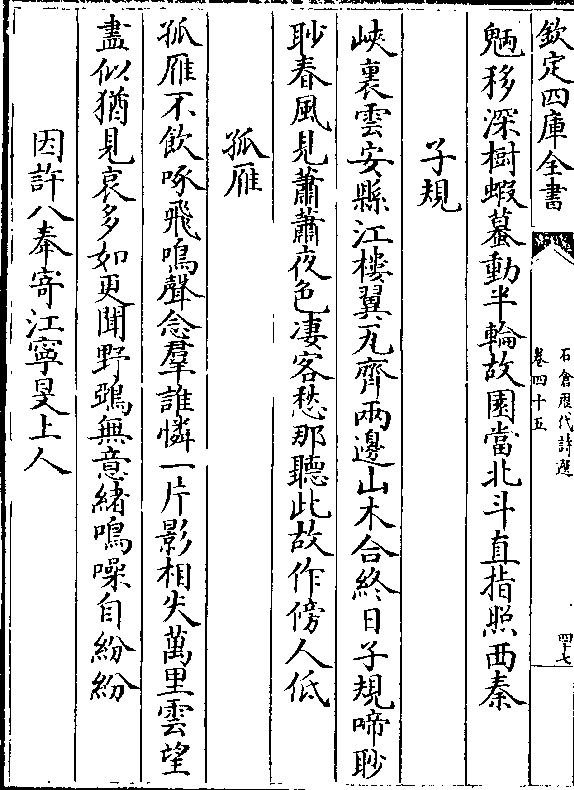 欽定四庫全書
石倉歷代詩選
卷四十五
四十七
魎移深樹蝦蟇動半輪故園當北斗直指照西秦
子規
峽裏雲安縣江樓翼瓦齊兩邊山木合終日子規啼眇
眇春風見蕭蕭夜色凄客愁那聽此故作傍人低
孤雁
孤雁不飲啄飛鳴聲念羣誰憐一片影相失萬里雲望
盡似猶見哀多如更聞野鵶無意緒鳴噪自紛紛
因許八奉寄江寧旻上人